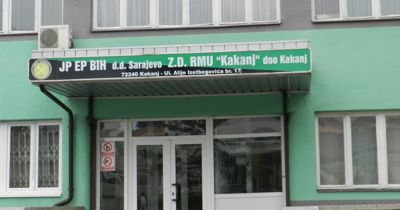 JP EP BIH d.d. Sarajevo Z.D. RMU "Kakanj" doo Kakanj
72240 Kakanj - Ul. Alije Izetbegovića br. 17